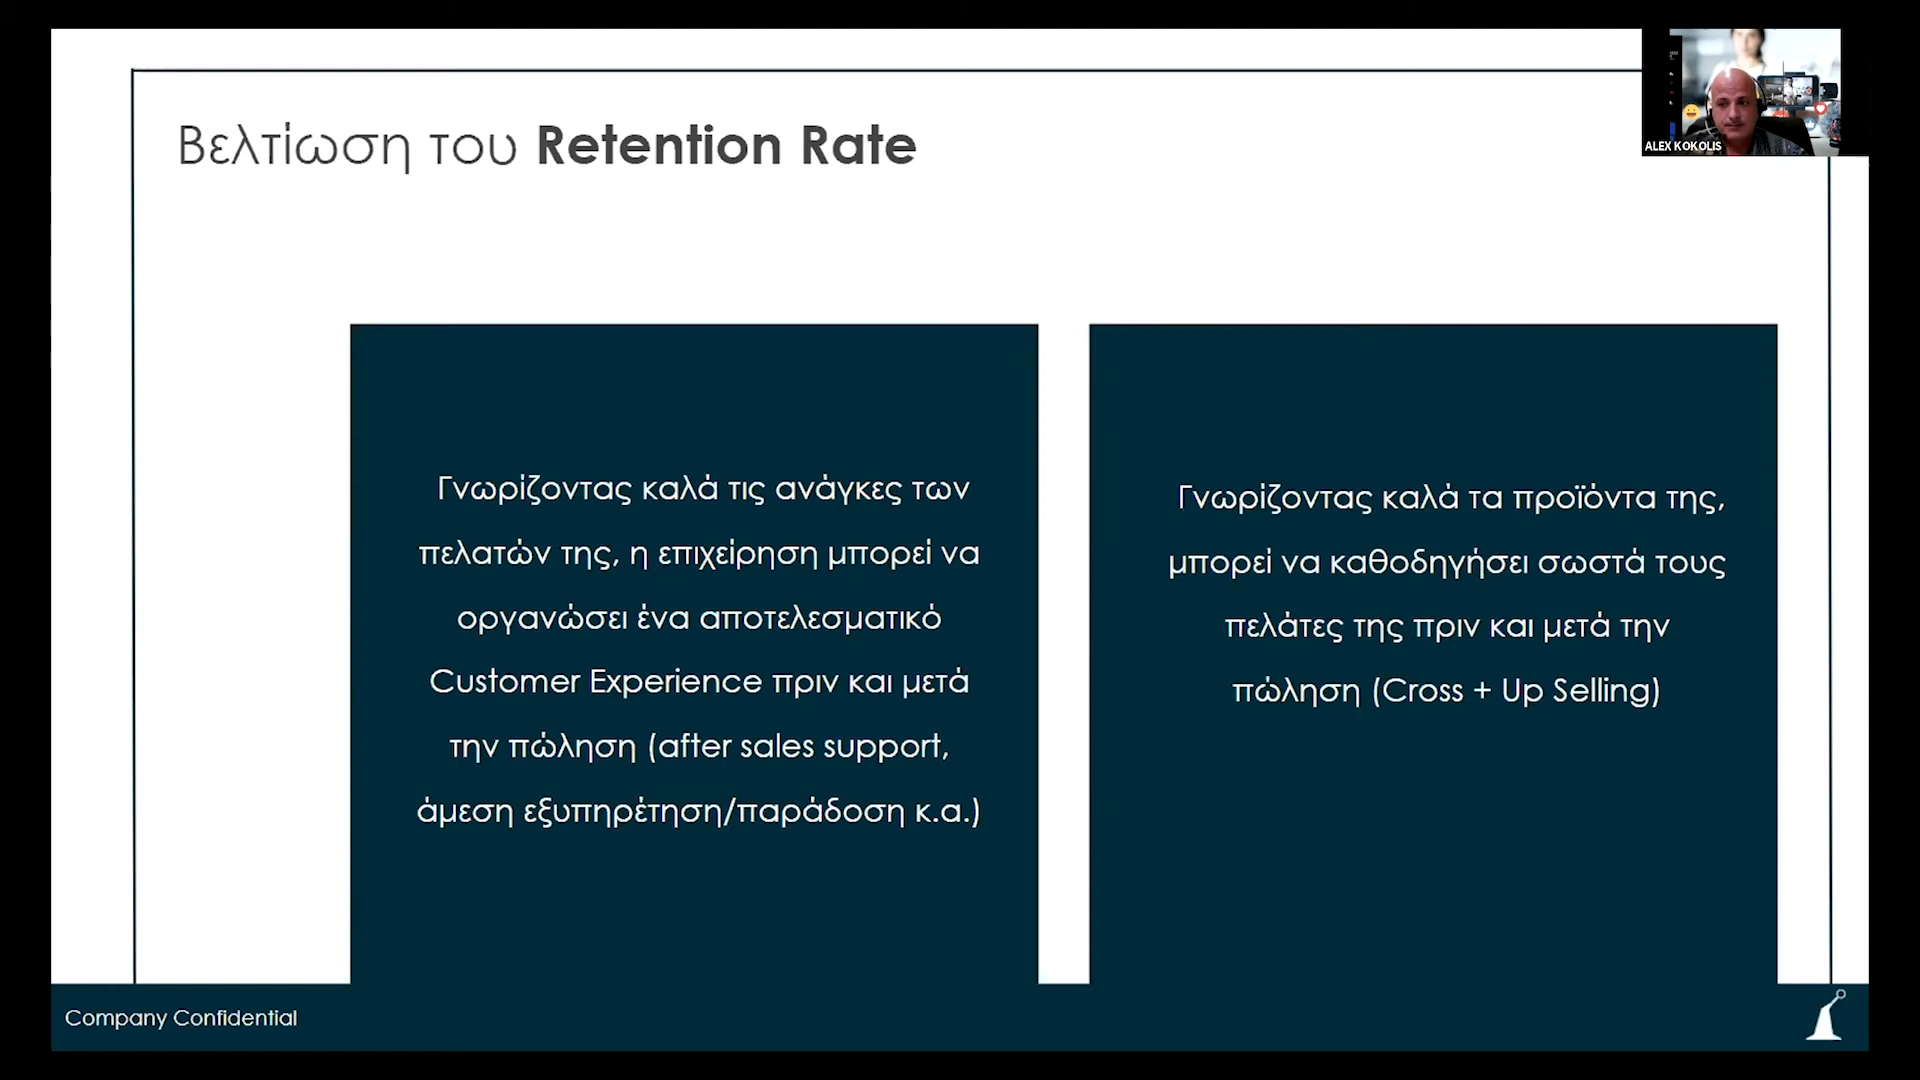 Βελτίωση του Retention Rate
ALEX KOKOLIS
Γνωρίζοντας καλά τις ανάγκες των
πελατών της, η επιχείρηση μπορεί να
οργανώσει ένα αποτελεσματικό
Customer Experience πριν και μετά
την πώληση (after sales support,
άμεση εξυπηρέτηση/παράδοση κ.α.)
Γνωρίζοντας καλά τα προϊόντα της,
μπορεί να καθοδηγήσει σωστά τους
πελάτες της πριν και μετά την
πώληση (Cross + Up Selling)
Company Confidential